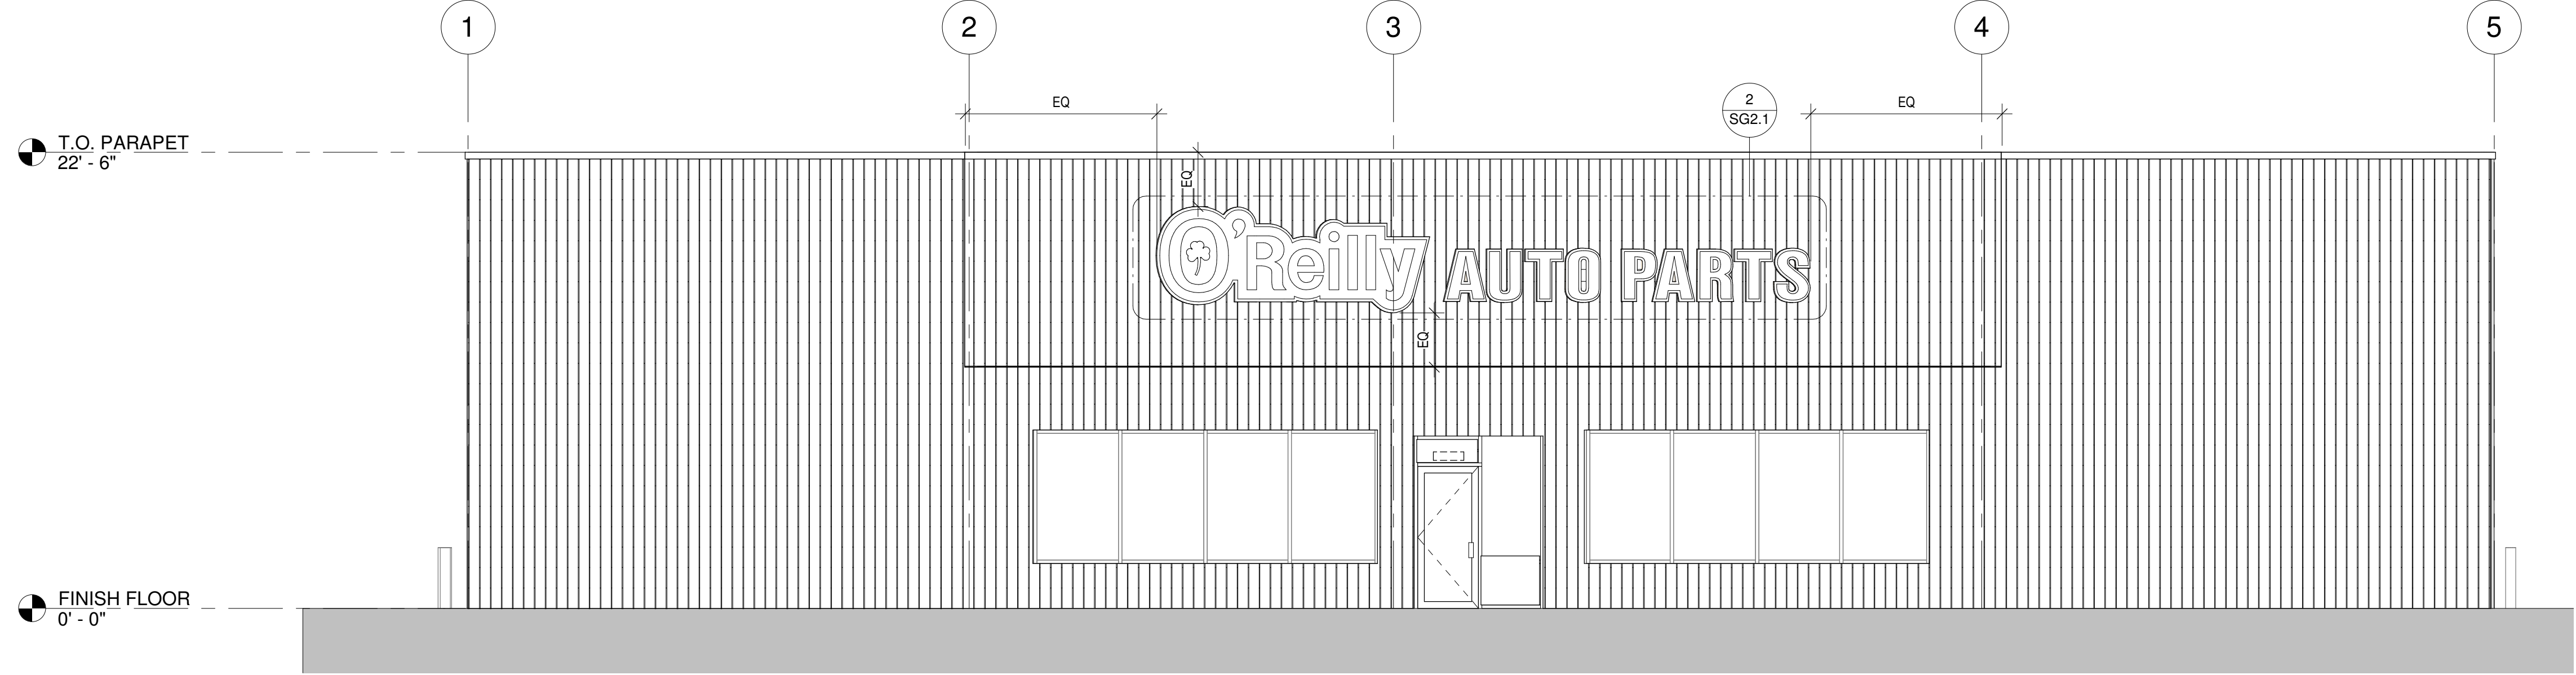 1
2
3
4
5
EQ
EQ
2
SG2.1
T.O. PARAPET
22' - 6"
EQ
O'Reilly AUTO PARTS
EQ
FINISH FLOOR
0' - 0"